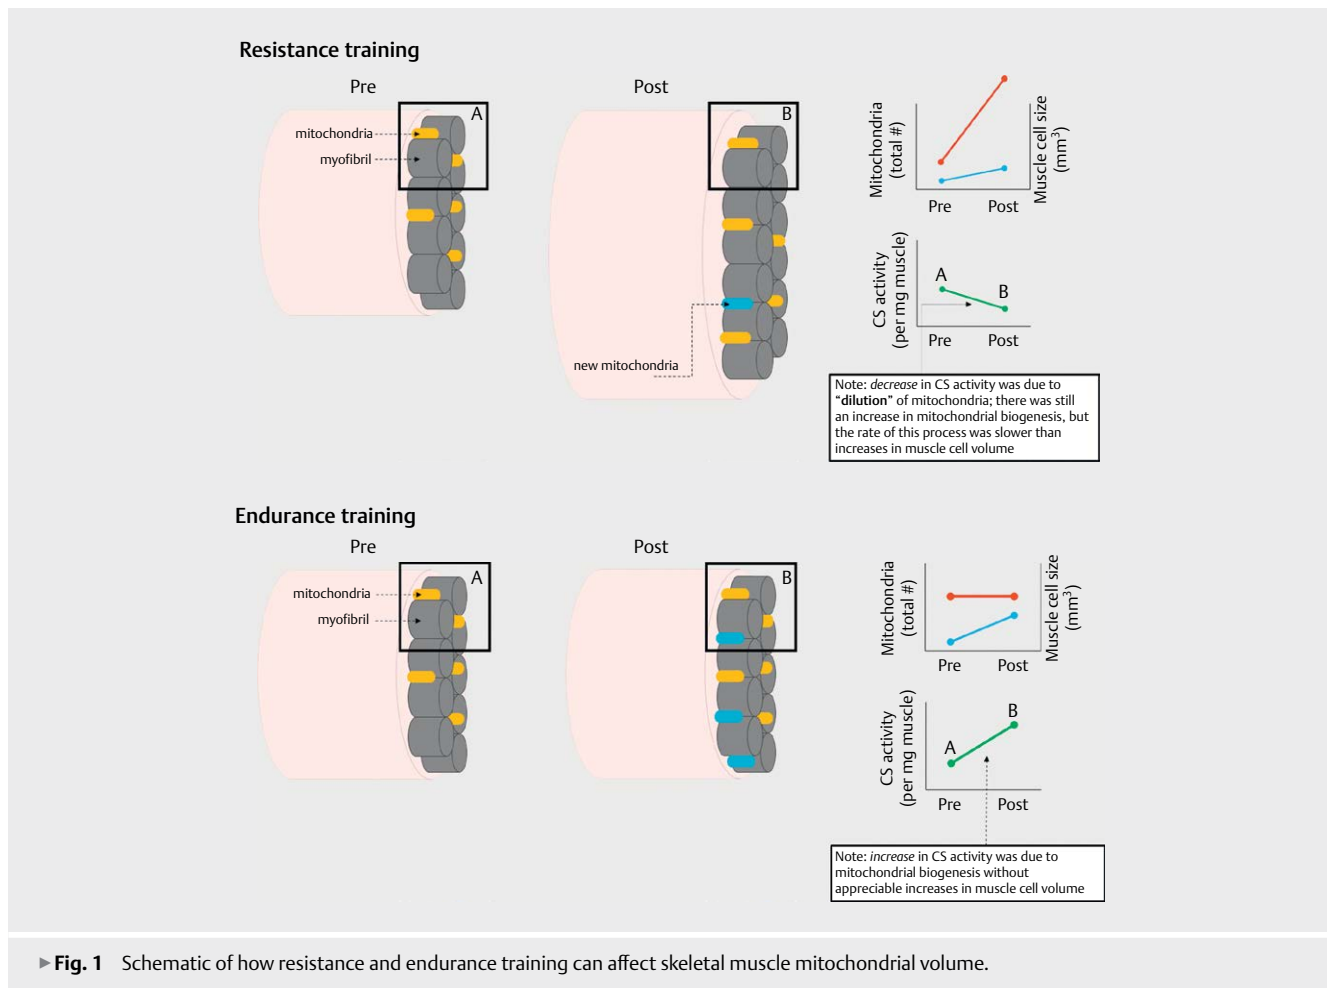 Resistance training
Pre
Post
A
mitochondria
myofibril
B
new mitochondria
Mitochondria
(total #)
Muscle cell size
(mm³)
Pre
Post
CS activity
(per mg muscle)
A
B
Pre
Post
Note: decrease in CS activity was due to
“dilution” of mitochondria; there was still
an increase in mitochondrial biogenesis, but
the rate of this process was slower than
increases in muscle cell volume
Endurance training
Pre
Post
A
mitochondria
myofibril
B
Mitochondria
(total #)
Muscle cell size
(mm³)
Pre
Post
CS activity
(per mg muscle)
A
B
Pre
Post
Note: increase in CS activity was due to
mitochondrial biogenesis without
appreciable increases in muscle cell volume
▶Fig. 1 Schematic of how resistance and endurance training can affect skeletal muscle mitochondrial volume.